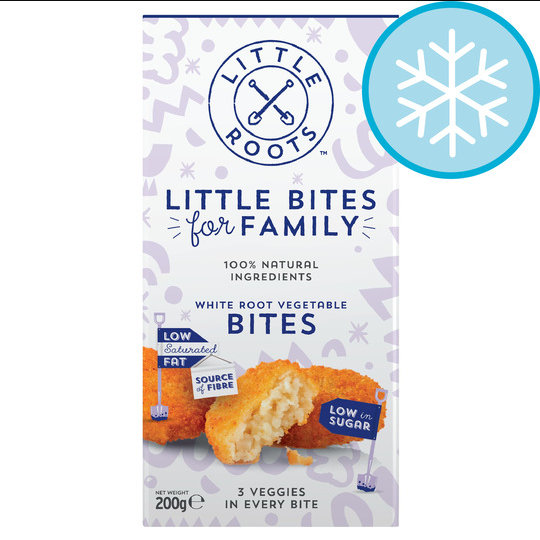 LITTLE
ROOTS
™
LITTLE BITES
for FAMILY
100% NATURAL
INGREDIENTS
WHITE ROOT VEGETABLE
BITES
LOW
Saturated
FAT
SOURCE
of FIBRE
LOW in
SUGAR
NET WEIGHT
200g ℮
3 VEGGIES
IN EVERY BITE